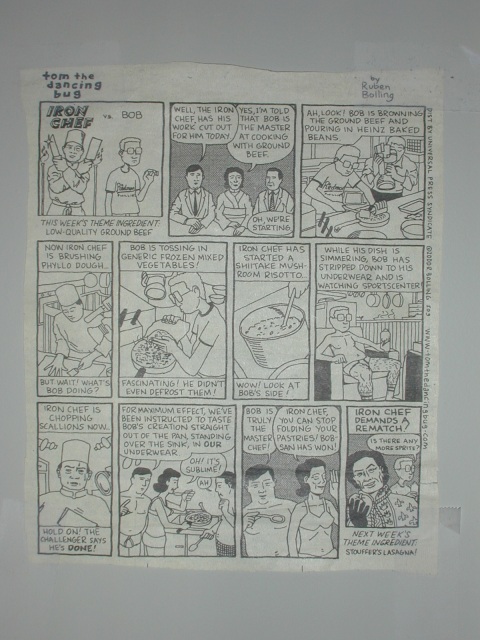 tom the
dancing
bug
by
Ruben
Bolling
IRON
CHEF
vs. BOB
THIS WEEK'S THEME INGREDIENT:
LOW-QUALITY GROUND BEEF
WELL, THE IRON
CHEF HAS HIS
WORK CUT OUT
FOR HIM TODAY.
YES, I'M TOLD
THAT BOB IS
THE MASTER
AT COOKING
WITH GROUND
BEEF.
OH, WE'RE
STARTING.
AH, LOOK! BOB IS BROWNING
THE GROUND BEEF AND
POURING IN HEINZ BAKED
BEANS.
NOW IRON CHEF
IS BRUSHING
PHYLLO DOUGH...
BUT WAIT! WHAT'S
BOB DOING?
BOB IS TOSSING IN
GENERIC FROZEN MIXED
VEGETABLES!
FASCINATING! HE DIDN'T
EVEN DEFROST THEM!
IRON CHEF HAS
STARTED A
SHIITAKE MUSH-
ROOM RISOTTO...
WOW! LOOK AT
BOB'S SIDE!
WHILE HIS DISH IS
SIMMERING, BOB HAS
STRIPPED DOWN TO HIS
UNDERWEAR AND IS
WATCHING SPORTSCENTER!
IRON CHEF IS
CHOPPING
SCALLIONS NOW...
HOLD ON! THE
CHALLENGER SAYS
HE'S DONE!
FOR MAXIMUM EFFECT, WE'VE
BEEN INSTRUCTED TO TASTE
BOB'S CREATION STRAIGHT
OUT OF THE PAN, STANDING
OVER THE SINK, IN OUR
UNDERWEAR.
OH! IT'S
SUBLIME!
AH!
BOB IS
TRULY
THE
MASTER
CHEF!
IRON CHEF,
YOU CAN STOP
FOLDING YOUR
PASTRIES! BOB-
SAN HAS WON!
IRON CHEF
DEMANDS A
REMATCH!
IS THERE ANY
MORE SPRITE?
NEXT WEEK'S
THEME INGREDIENT:
STOUFFER'S LASAGNA!
DIST. BY UNIVERSAL PRESS SYNDICATE
www.tomthedancingbug.com